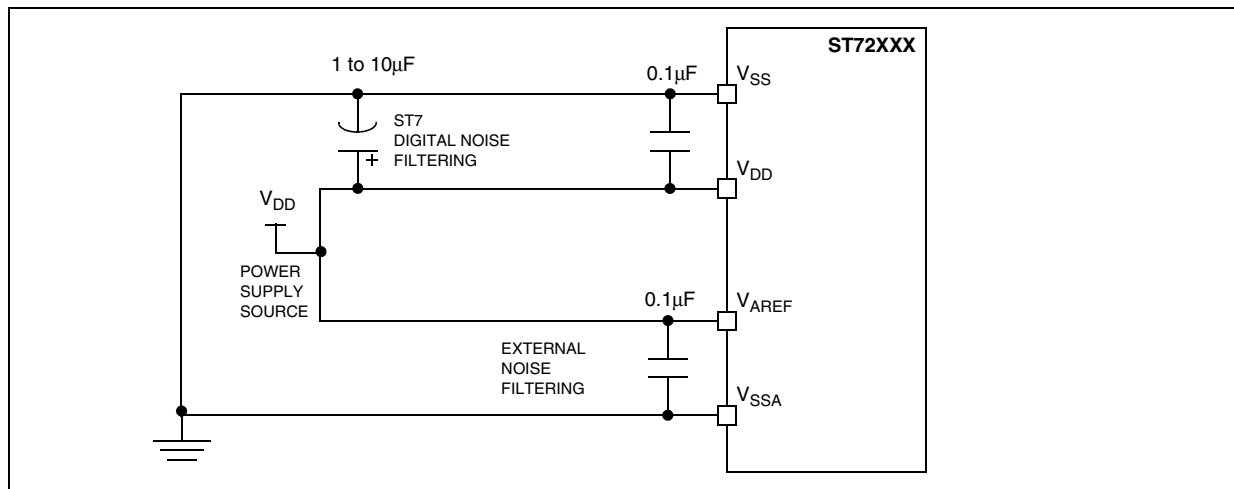 ST72XXX
1 to 10μF
0.1μF
VSS
ST7
DIGITAL NOISE
FILTERING
+
VDD
VDD
POWER
SUPPLY
SOURCE
0.1μF
VAREF
EXTERNAL
NOISE
FILTERING
VSSA